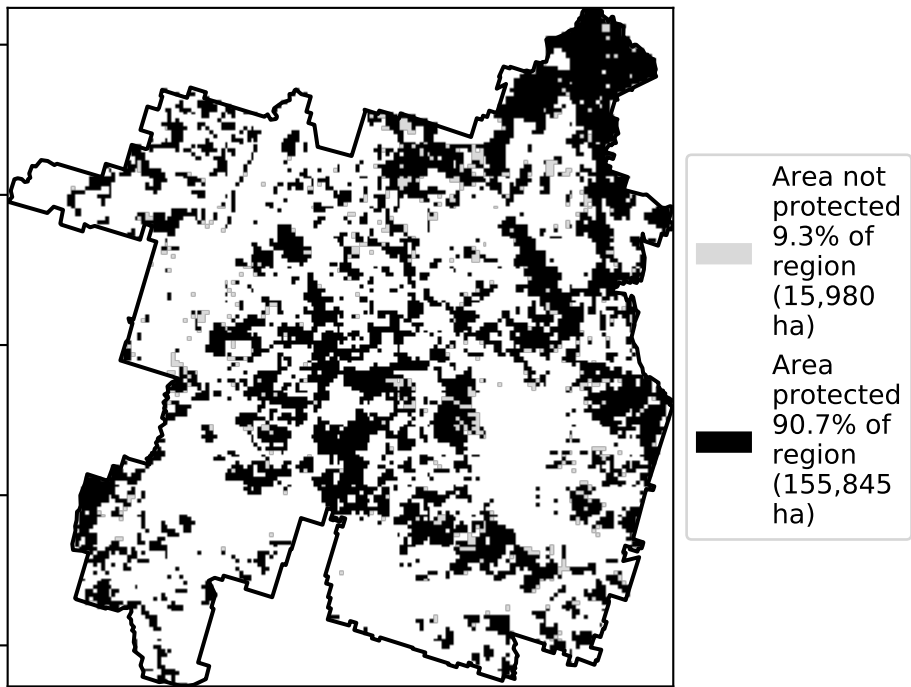 Area not
protected
9.3% of
region
(15,980
ha)
Area
protected
90.7% of
region
(155,845
ha)